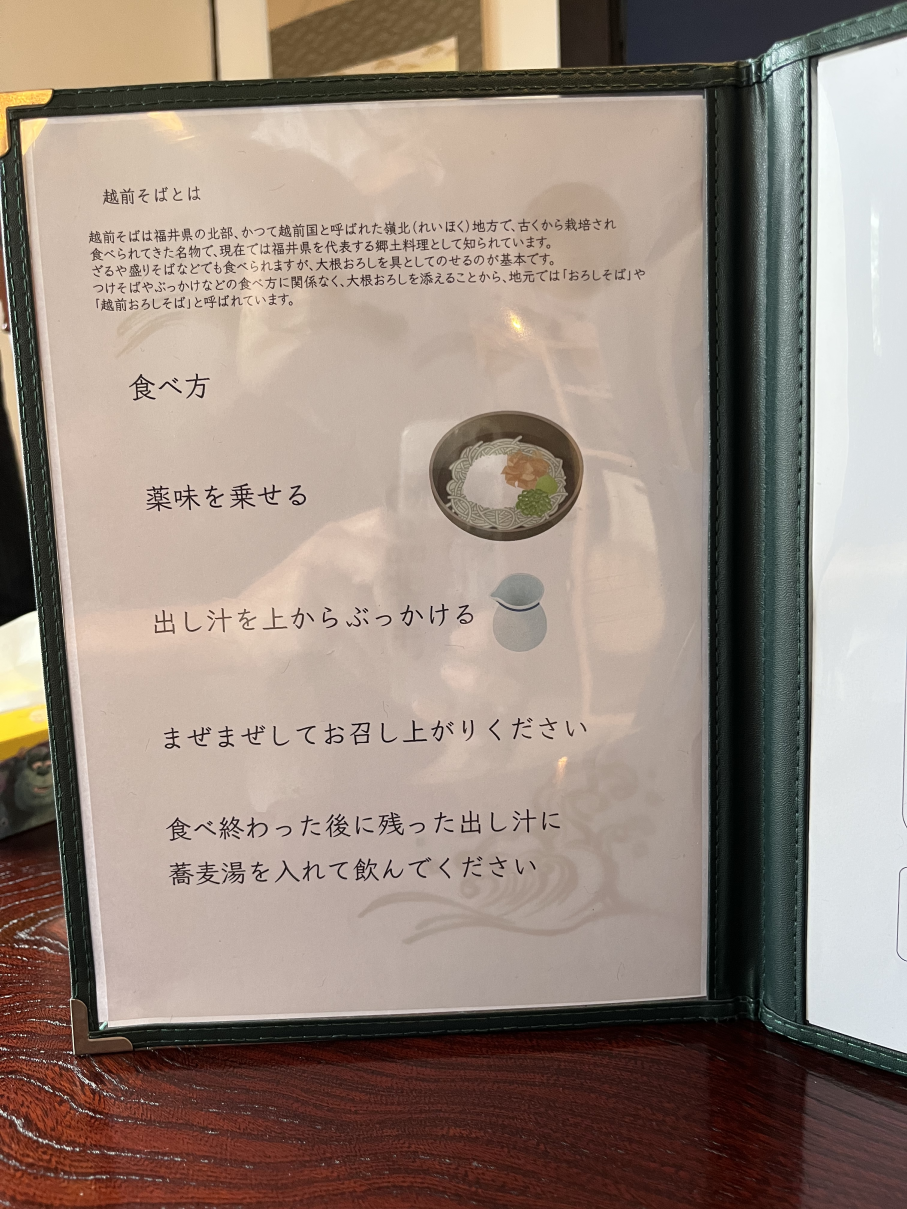 越前そばとは
越前そばは福井県の北部、かつて越前国と呼ばれた嶺北(れいほく)地方で、古くから栽培され
食べられてきた名物で、現在では福井県を代表する郷土料理として知られています。
ざるや盛りそばなどでも食べられますが、大根おろしを具としてのせるのが基本です。
つけそばやぶっかけなどの食べ方に関係なく、大根おろしを添えることから、地元では「おろしそば」や
「越前おろしそば」と呼ばれています。
食べ方
薬味を乗せる
出し汁を上からぶっかける
まぜまぜしてお召し上がりください
食べ終わった後に残った出し汁に
蕎麦湯を入れて飲んでください